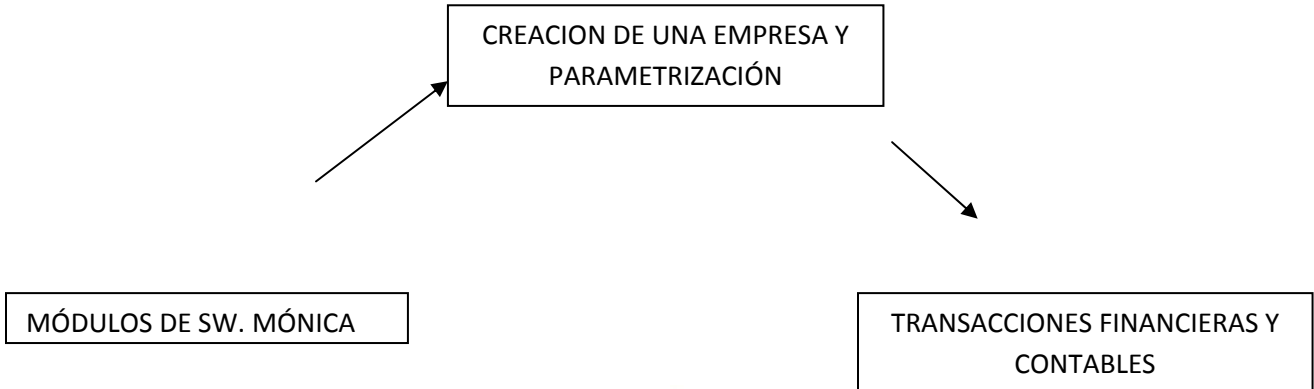 CREACION DE UNA EMPRESA Y
PARAMETRIZACIÓN
MÓDULOS DE SW. MÓNICA
TRANSACCIONES FINANCIERAS Y
CONTABLES